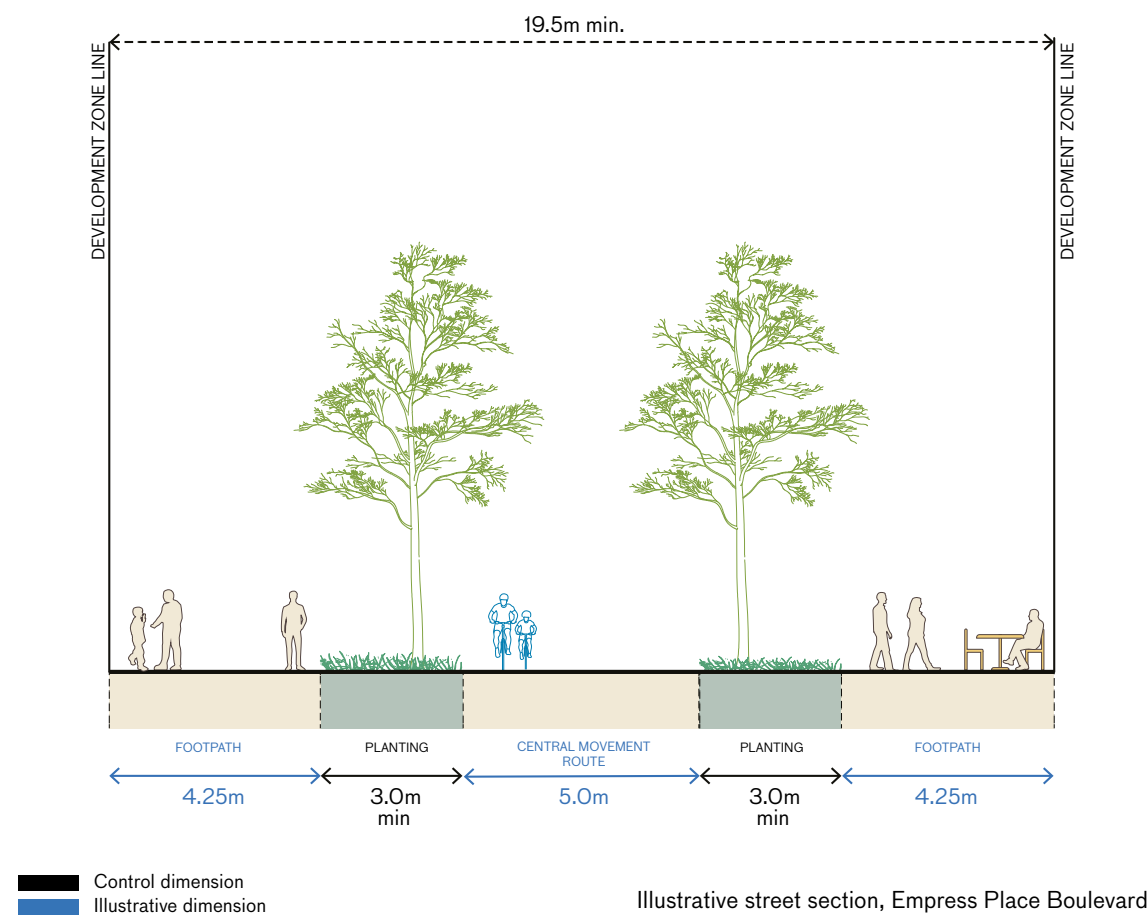 19.5m min.
DEVELOPMENT ZONE LINE
DEVELOPMENT ZONE LINE
FOOTPATH
PLANTING
CENTRAL MOVEMENT
ROUTE
PLANTING
FOOTPATH
4.25m
3.0m
min
5.0m
3.0m
min
4.25m
Control dimension
Illustrative dimension
Illustrative street section, Empress Place Boulevard